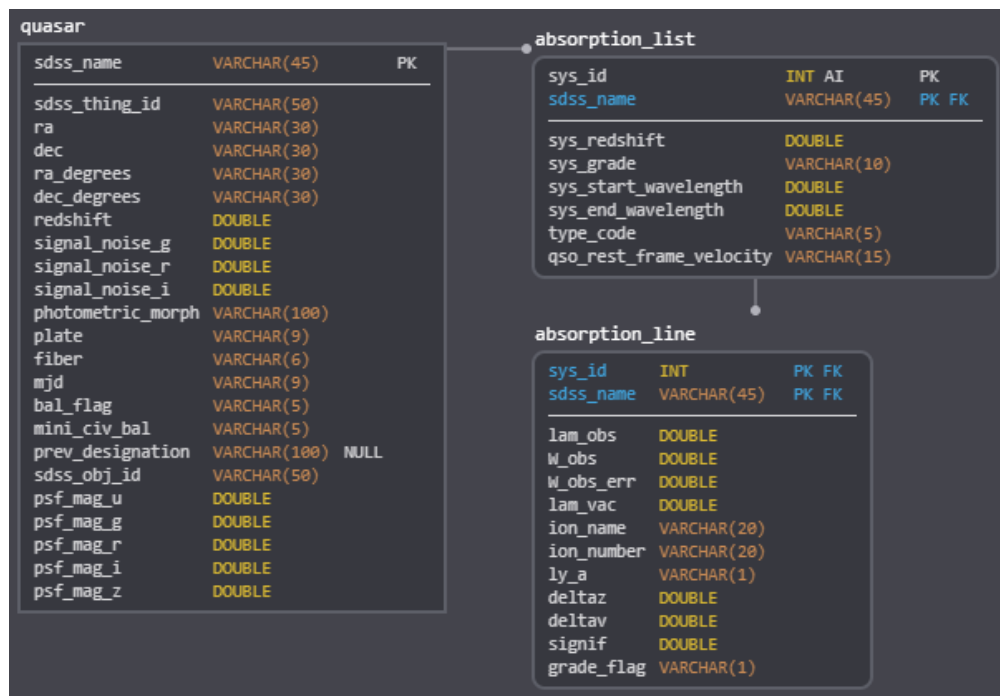 quasar
sdss_name VARCHAR(45) PK
sdss_thing_id VARCHAR(50)
ra VARCHAR(30)
dec VARCHAR(30)
ra_degrees VARCHAR(30)
dec_degrees VARCHAR(30)
redshift DOUBLE
signal_noise_g DOUBLE
signal_noise_r DOUBLE
signal_noise_i DOUBLE
photometric_morph VARCHAR(100)
plate VARCHAR(9)
fiber VARCHAR(6)
mjd VARCHAR(9)
bal_flag VARCHAR(5)
mini_civ_bal VARCHAR(5)
prev_designation VARCHAR(100) NULL
sdss_obj_id VARCHAR(50)
psf_mag_u DOUBLE
psf_mag_g DOUBLE
psf_mag_r DOUBLE
psf_mag_i DOUBLE
psf_mag_z DOUBLE
absorption_list
sys_id INT AI PK
sdss_name VARCHAR(45) PK FK
sys_redshift DOUBLE
sys_grade VARCHAR(10)
sys_start_wavelength DOUBLE
sys_end_wavelength DOUBLE
type_code VARCHAR(5)
qso_rest_frame_velocity VARCHAR(15)
absorption_line
sys_id INT PK FK
sdss_name VARCHAR(45) PK FK
lam_obs DOUBLE
W_obs DOUBLE
W_obs_err DOUBLE
lam_vac DOUBLE
ion_name VARCHAR(20)
ion_number VARCHAR(20)
ly_a VARCHAR(1)
deltaz DOUBLE
deltav DOUBLE
signif DOUBLE
grade_flag VARCHAR(1)